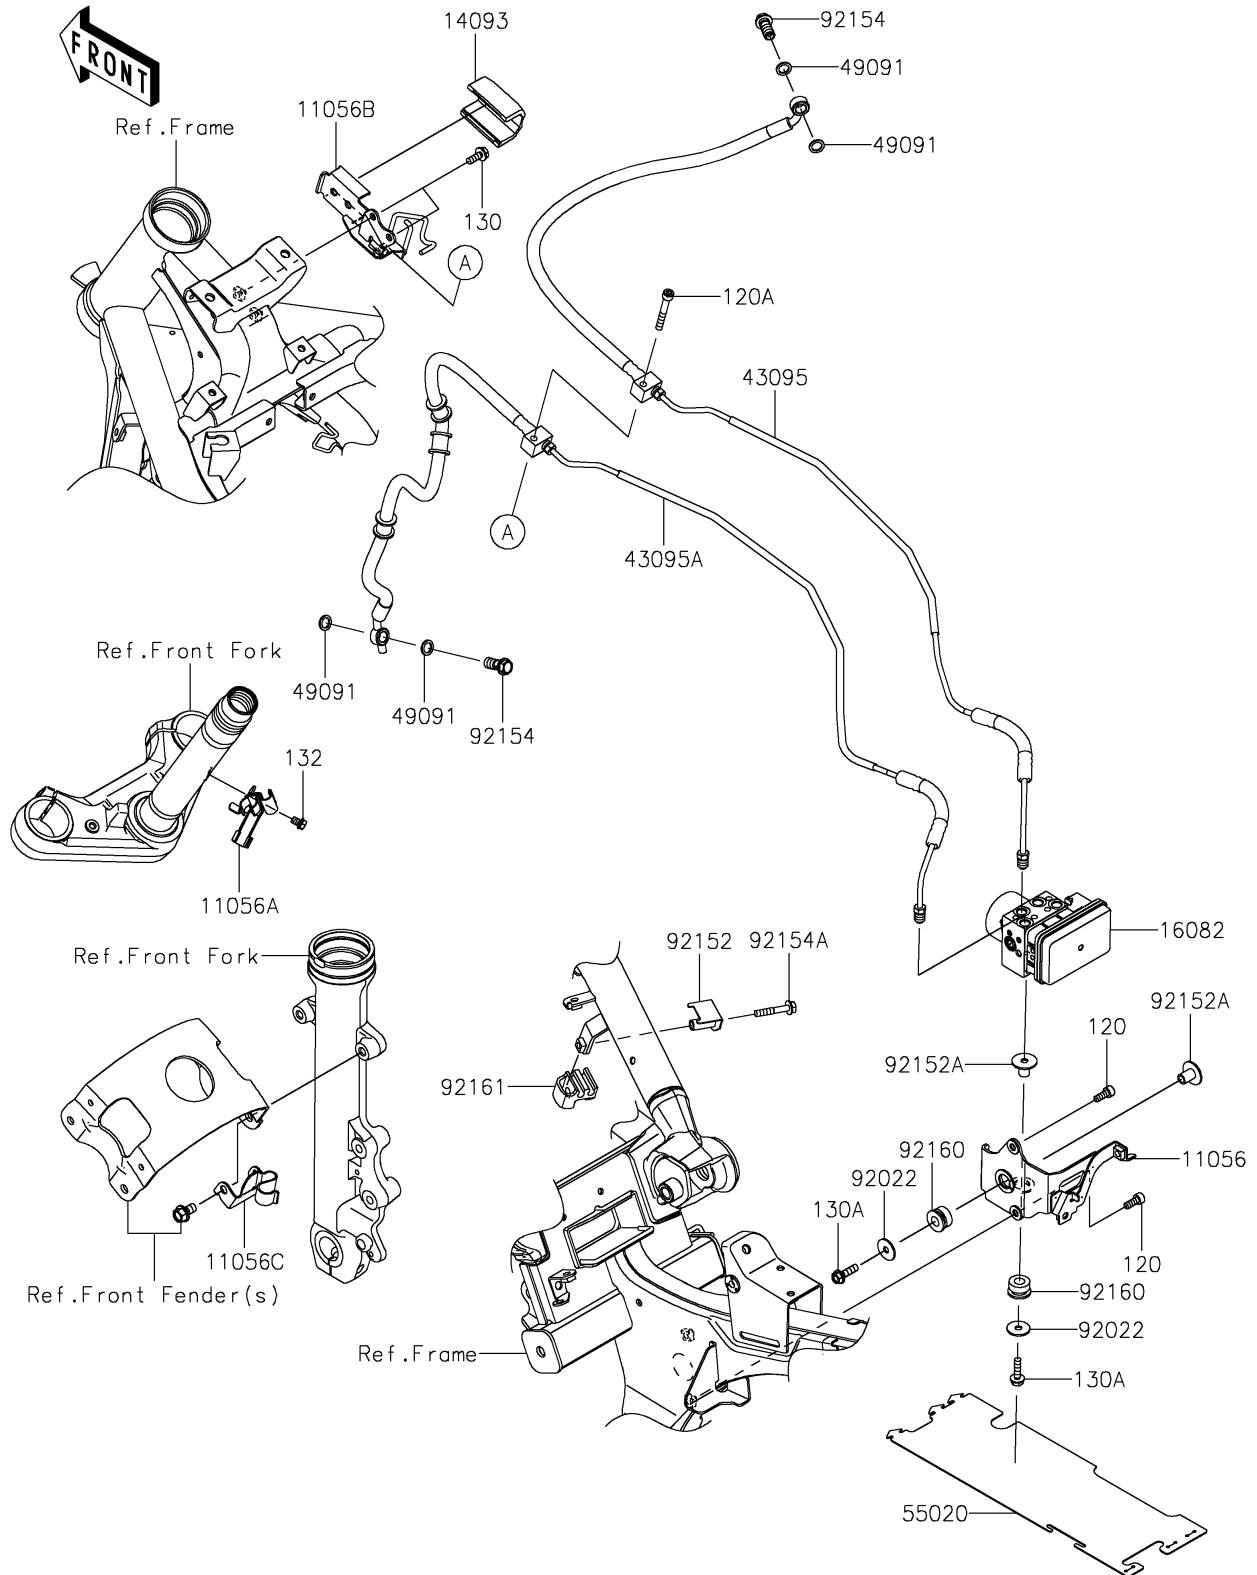 FRONT
14093
92154
49091
11056B
Ref.Frame
49091
130
A
120A
43095
A
43095A
Ref.Front Fork
49091
49091
92154
132
11056A
16082
92152
92154A
Ref.Front Fork
92152A
120
92152A
92161
92160
11056
92022
130A
11056C
120
Ref.Front Fender(s)
92160
92022
Ref.Frame
130A
55020